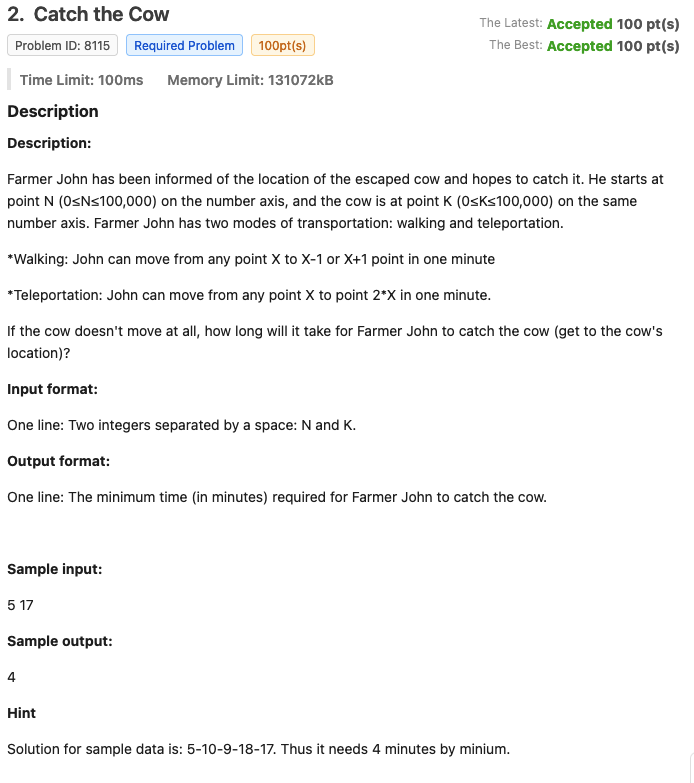 2. Catch the Cow
The Latest: Accepted 100 pt(s)
Problem ID: 8115 Required Problem 100pt(s)
The Best: Accepted 100 pt(s)
Time Limit: 100ms Memory Limit: 131072kB
Description
Description:
Farmer John has been informed of the location of the escaped cow and hopes to catch it. He starts at
point N (0≤N≤100,000) on the number axis, and the cow is at point K (0≤K≤100,000) on the same
number axis. Farmer John has two modes of transportation: walking and teleportation.
*Walking: John can move from any point X to X-1 or X+1 point in one minute
*Teleportation: John can move from any point X to point 2*X in one minute.
If the cow doesn't move at all, how long will it take for Farmer John to catch the cow (get to the cow's
location)?
Input format:
One line: Two integers separated by a space: N and K.
Output format:
One line: The minimum time (in minutes) required for Farmer John to catch the cow.
Sample input:
5 17
Sample output:
4
Hint
Solution for sample data is: 5-10-9-18-17. Thus it needs 4 minutes by minium.